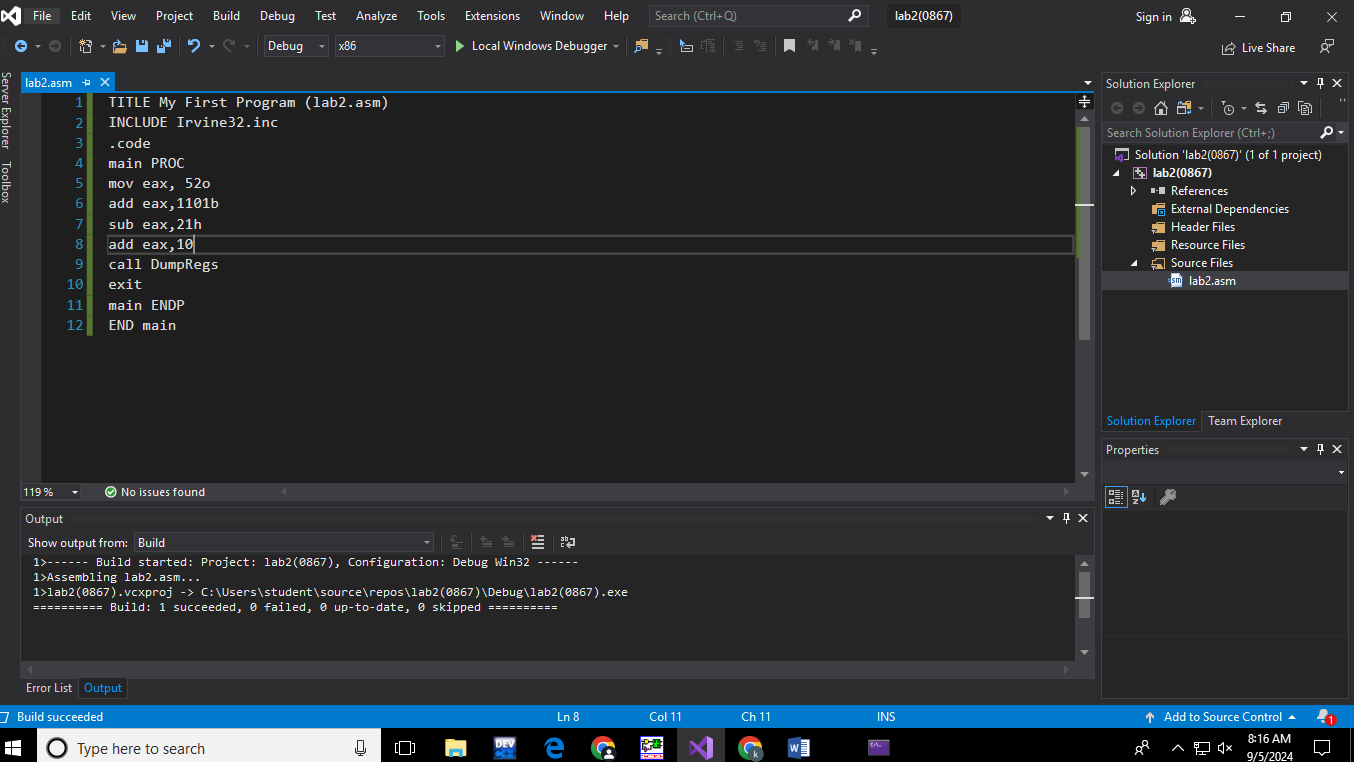 File Edit View Project Build Debug Test Analyze Tools Extensions Window Help Search (Ctrl+Q) lab2(0867) Sign in
Debug x86 Local Windows Debugger Live Share
Server Explorer
Toolbox
lab2.asm
1 TITLE My First Program (lab2.asm)
2 INCLUDE Irvine32.inc
3 .code
4 main PROC
5 mov eax, 52o
6 add eax,1101b
7 sub eax,21h
8 add eax,10
9 call DumpRegs
10 exit
11 main ENDP
12 END main
119 % No issues found
Output
Show output from: Build
1>------ Build started: Project: lab2(0867), Configuration: Debug Win32 ------
1>Assembling lab2.asm...
1>lab2(0867).vcxproj -> C:\Users\student\source\repos\lab2(0867)\Debug\lab2(0867).exe
========== Build: 1 succeeded, 0 failed, 0 up-to-date, 0 skipped ==========
Error List Output
Solution Explorer
Search Solution Explorer (Ctrl+;)
Solution 'lab2(0867)' (1 of 1 project)
lab2(0867)
References
External Dependencies
Header Files
Resource Files
Source Files
lab2.asm
Solution Explorer Team Explorer
Properties
Build succeeded Ln 8 Col 11 Ch 11 INS Add to Source Control 1
Type here to search
DEV
8:16 AM
9/5/2024